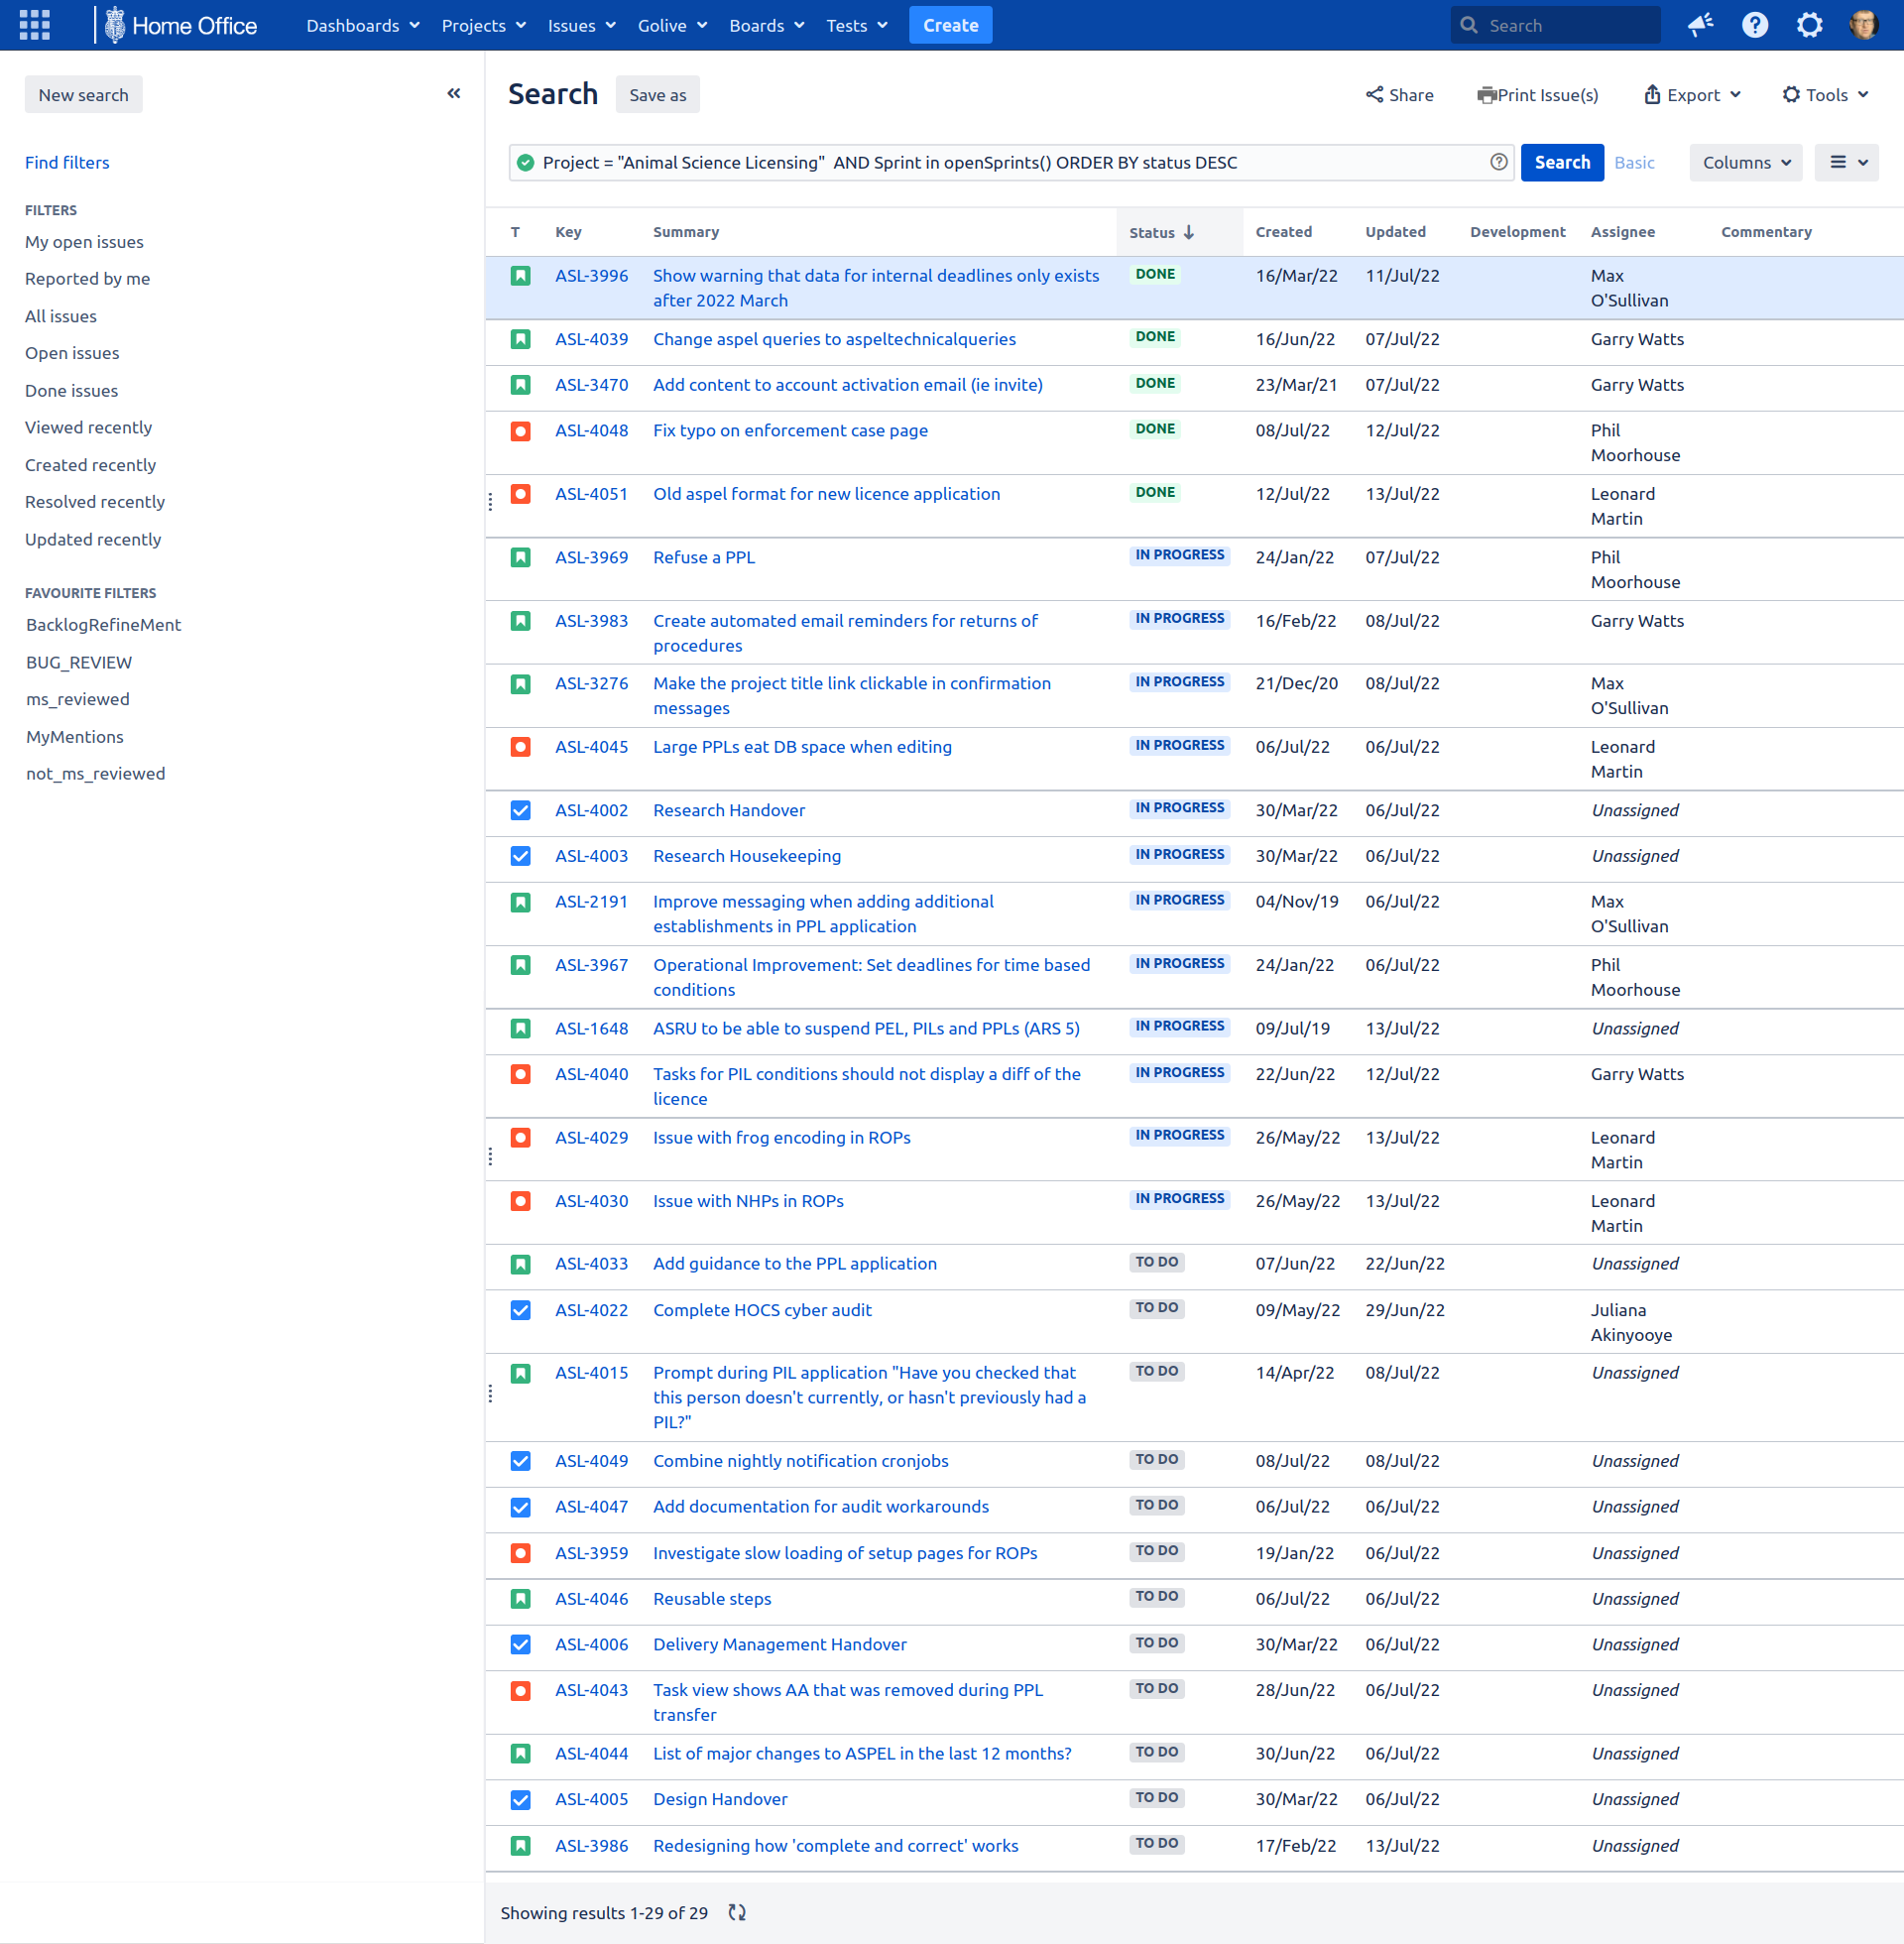 Home Office Dashboards Projects Issues Golive Boards Tests Create Search
New search
Find filters
FILTERS
My open issues
Reported by me
All issues
Open issues
Done issues
Viewed recently
Created recently
Resolved recently
Updated recently
FAVOURITE FILTERS
BacklogRefineMent
BUG_REVIEW
ms_reviewed
MyMentions
not_ms_reviewed
Search Save as Share Print Issue(s) Export Tools
Project = "Animal Science Licensing" AND Sprint in openSprints() ORDER BY status DESC Search Basic Columns
T Key Summary Status Created Updated Development Assignee Commentary
ASL-3996 Show warning that data for internal deadlines only exists DONE 16/Mar/22 11/Jul/22 Max
after 2022 March O'Sullivan
ASL-4039 Change aspel queries to aspeltechnicalqueries DONE 16/Jun/22 07/Jul/22 Garry Watts
ASL-3470 Add content to account activation email (ie invite) DONE 23/Mar/21 07/Jul/22 Garry Watts
ASL-4048 Fix typo on enforcement case page DONE 08/Jul/22 12/Jul/22 Phil
Moorhouse
ASL-4051 Old aspel format for new licence application DONE 12/Jul/22 13/Jul/22 Leonard
Martin
ASL-3969 Refuse a PPL IN PROGRESS 24/Jan/22 07/Jul/22 Phil
Moorhouse
ASL-3983 Create automated email reminders for returns of IN PROGRESS 16/Feb/22 08/Jul/22 Garry Watts
procedures
ASL-3276 Make the project title link clickable in confirmation IN PROGRESS 21/Dec/20 08/Jul/22 Max
messages O'Sullivan
ASL-4045 Large PPLs eat DB space when editing IN PROGRESS 06/Jul/22 06/Jul/22 Leonard
Martin
ASL-4002 Research Handover IN PROGRESS 30/Mar/22 06/Jul/22 Unassigned
ASL-4003 Research Housekeeping IN PROGRESS 30/Mar/22 06/Jul/22 Unassigned
ASL-2191 Improve messaging when adding additional IN PROGRESS 04/Nov/19 06/Jul/22 Max
establishments in PPL application O'Sullivan
ASL-3967 Operational Improvement: Set deadlines for time based IN PROGRESS 24/Jan/22 06/Jul/22 Phil
conditions Moorhouse
ASL-1648 ASRU to be able to suspend PEL, PILs and PPLs (ARS 5) IN PROGRESS 09/Jul/19 13/Jul/22 Unassigned
ASL-4040 Tasks for PIL conditions should not display a diff of the IN PROGRESS 22/Jun/22 12/Jul/22 Garry Watts
licence
ASL-4029 Issue with frog encoding in ROPs IN PROGRESS 26/May/22 13/Jul/22 Leonard
Martin
ASL-4030 Issue with NHPs in ROPs IN PROGRESS 26/May/22 13/Jul/22 Leonard
Martin
ASL-4033 Add guidance to the PPL application TO DO 07/Jun/22 22/Jun/22 Unassigned
ASL-4022 Complete HOCS cyber audit TO DO 09/May/22 29/Jun/22 Juliana
Akinyooye
ASL-4015 Prompt during PIL application "Have you checked that TO DO 14/Apr/22 08/Jul/22 Unassigned
this person doesn't currently, or hasn't previously had a
PIL?"
ASL-4049 Combine nightly notification cronjobs TO DO 08/Jul/22 08/Jul/22 Unassigned
ASL-4047 Add documentation for audit workarounds TO DO 06/Jul/22 06/Jul/22 Unassigned
ASL-3959 Investigate slow loading of setup pages for ROPs TO DO 19/Jan/22 06/Jul/22 Unassigned
ASL-4046 Reusable steps TO DO 06/Jul/22 06/Jul/22 Unassigned
ASL-4006 Delivery Management Handover TO DO 30/Mar/22 06/Jul/22 Unassigned
ASL-4043 Task view shows AA that was removed during PPL TO DO 28/Jun/22 06/Jul/22 Unassigned
transfer
ASL-4044 List of major changes to ASPEL in the last 12 months? TO DO 30/Jun/22 06/Jul/22 Unassigned
ASL-4005 Design Handover TO DO 30/Mar/22 06/Jul/22 Unassigned
ASL-3986 Redesigning how 'complete and correct' works TO DO 17/Feb/22 13/Jul/22 Unassigned
Showing results 1-29 of 29